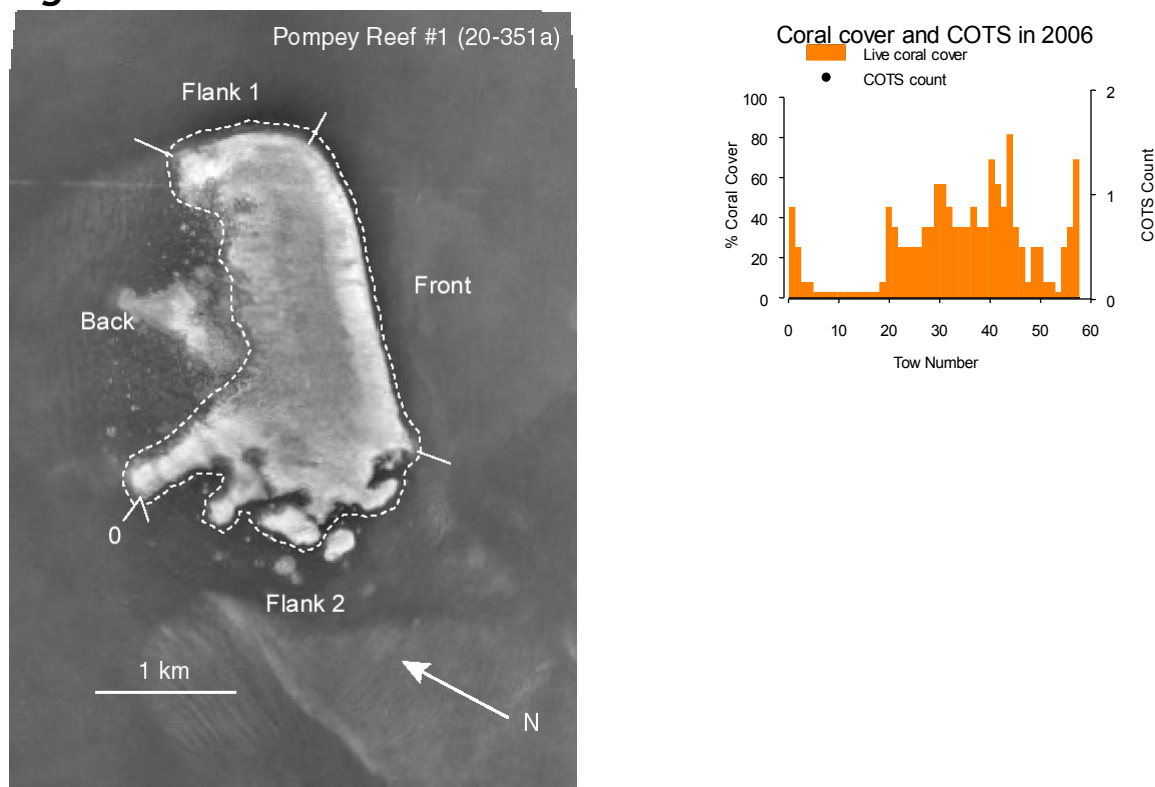 Pompey Reef #1 (20-351a)
Flank 1
Front
Back
0
Flank 2
1 km
N
Coral cover and COTS in 2006
Live coral cover
COTS count
100
80
60
40
20
0
% Coral Cover
2
1
0
COTS Count
0 10 20 30 40 50 60
Tow Number